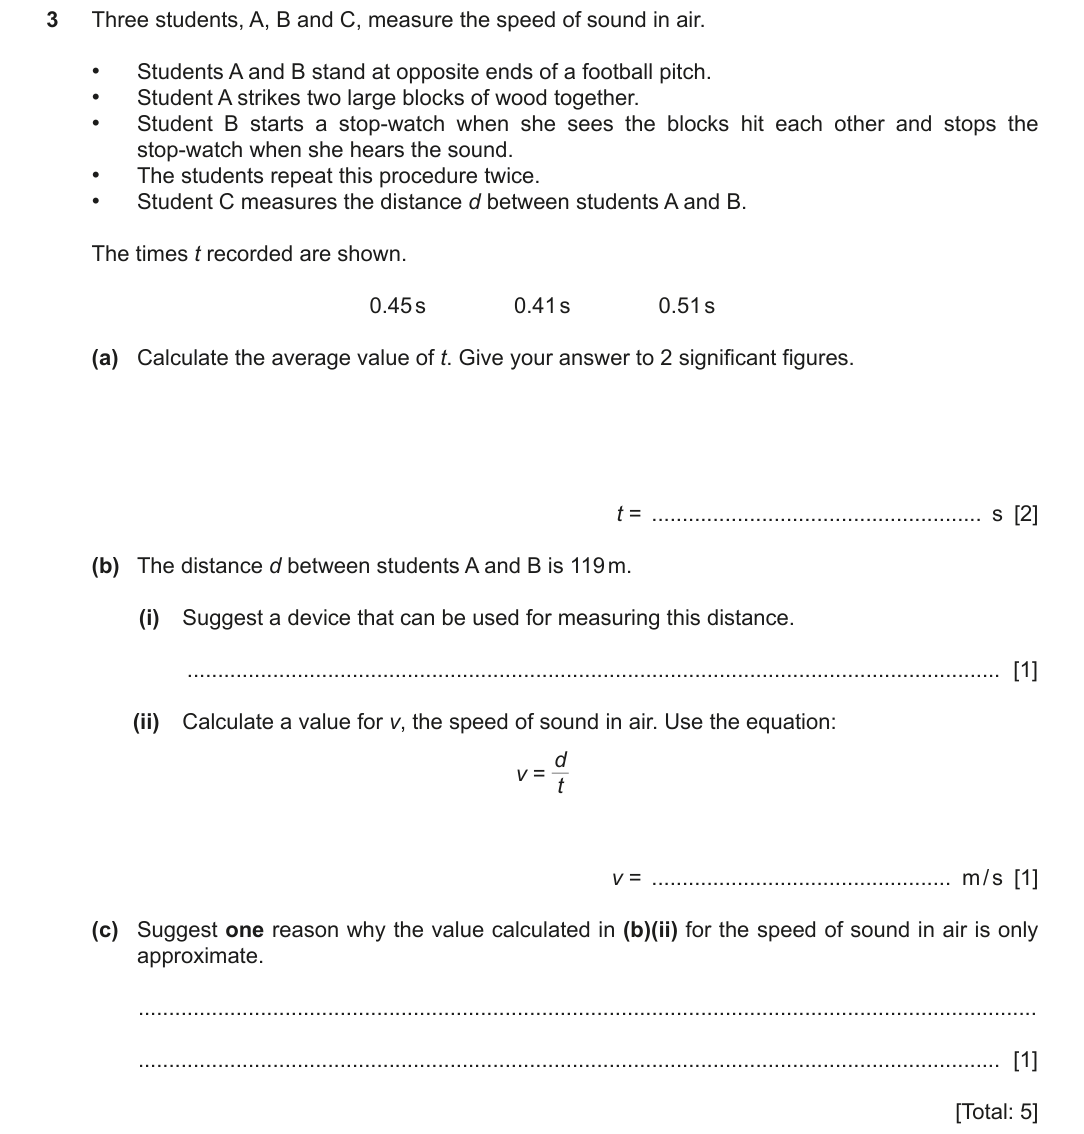 3 Three students, A, B and C, measure the speed of sound in air.
• Students A and B stand at opposite ends of a football pitch.
• Student A strikes two large blocks of wood together.
• Student B starts a stop-watch when she sees the blocks hit each other and stops the
stop-watch when she hears the sound.
• The students repeat this procedure twice.
• Student C measures the distance d between students A and B.
The times t recorded are shown.
0.45 s 0.41 s 0.51 s
(a) Calculate the average value of t. Give your answer to 2 significant figures.
t = ...................................................... s [2]
(b) The distance d between students A and B is 119 m.
(i) Suggest a device that can be used for measuring this distance.
...................................................................................................................................... [1]
(ii) Calculate a value for v, the speed of sound in air. Use the equation:
v = d/t
v = ................................................. m / s [1]
(c) Suggest one reason why the value calculated in (b)(ii) for the speed of sound in air is only
approximate.
....................................................................................................................................................
.............................................................................................................................................. [1]
[Total: 5]